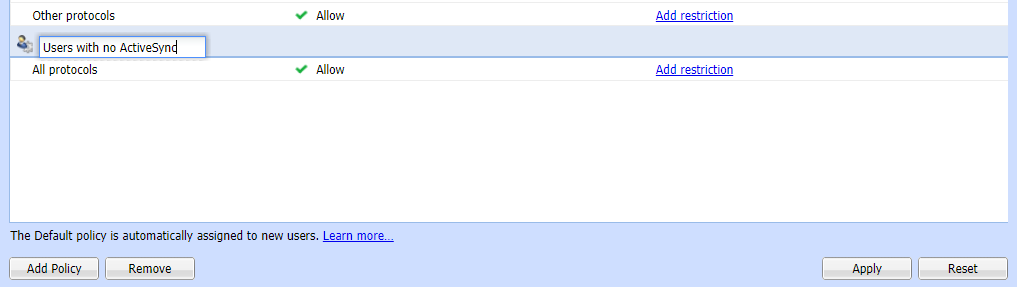 Other protocols Allow Add restriction
Users with no ActiveSync
All protocols Allow Add restriction
The Default policy is automatically assigned to new users. Learn more...
Add Policy Remove Apply Reset